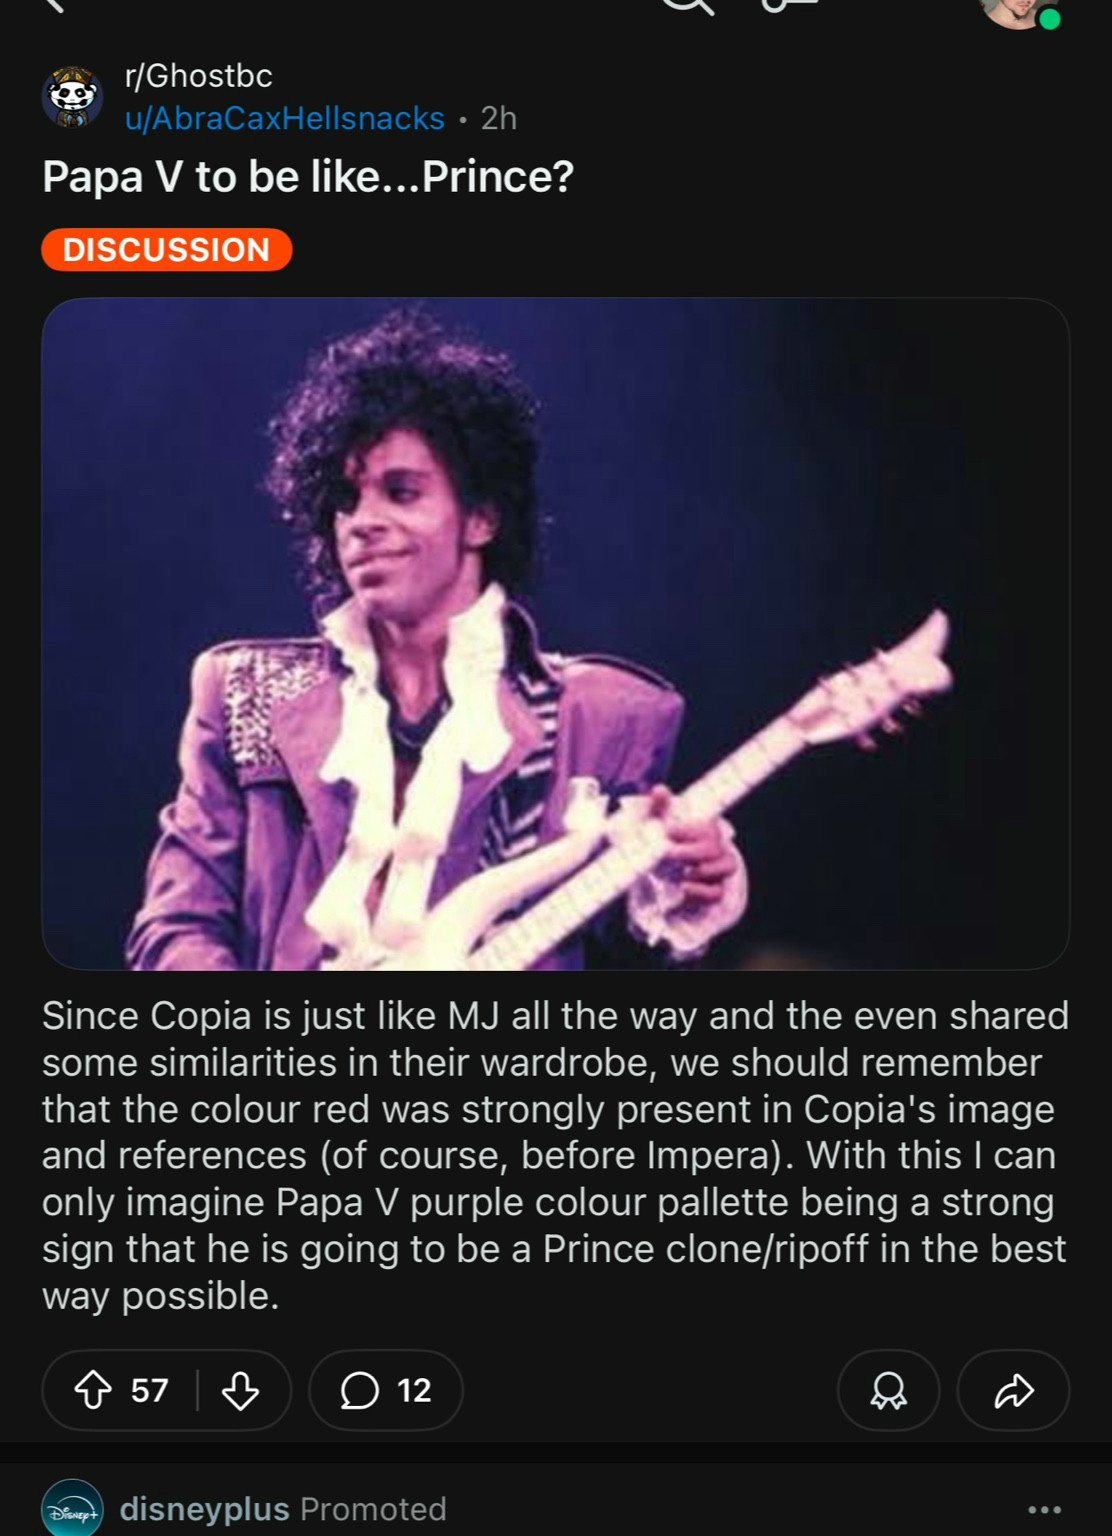 r/Ghostbc
u/AbraCaxHellsnacks • 2h
Papa V to be like...Prince?
DISCUSSION
Since Copia is just like MJ all the way and the even shared
some similarities in their wardrobe, we should remember
that the colour red was strongly present in Copia's image
and references (of course, before Impera). With this I can
only imagine Papa V purple colour pallette being a strong
sign that he is going to be a Prince clone/ripoff in the best
way possible.
57
12
Disney+
disneyplus Promoted